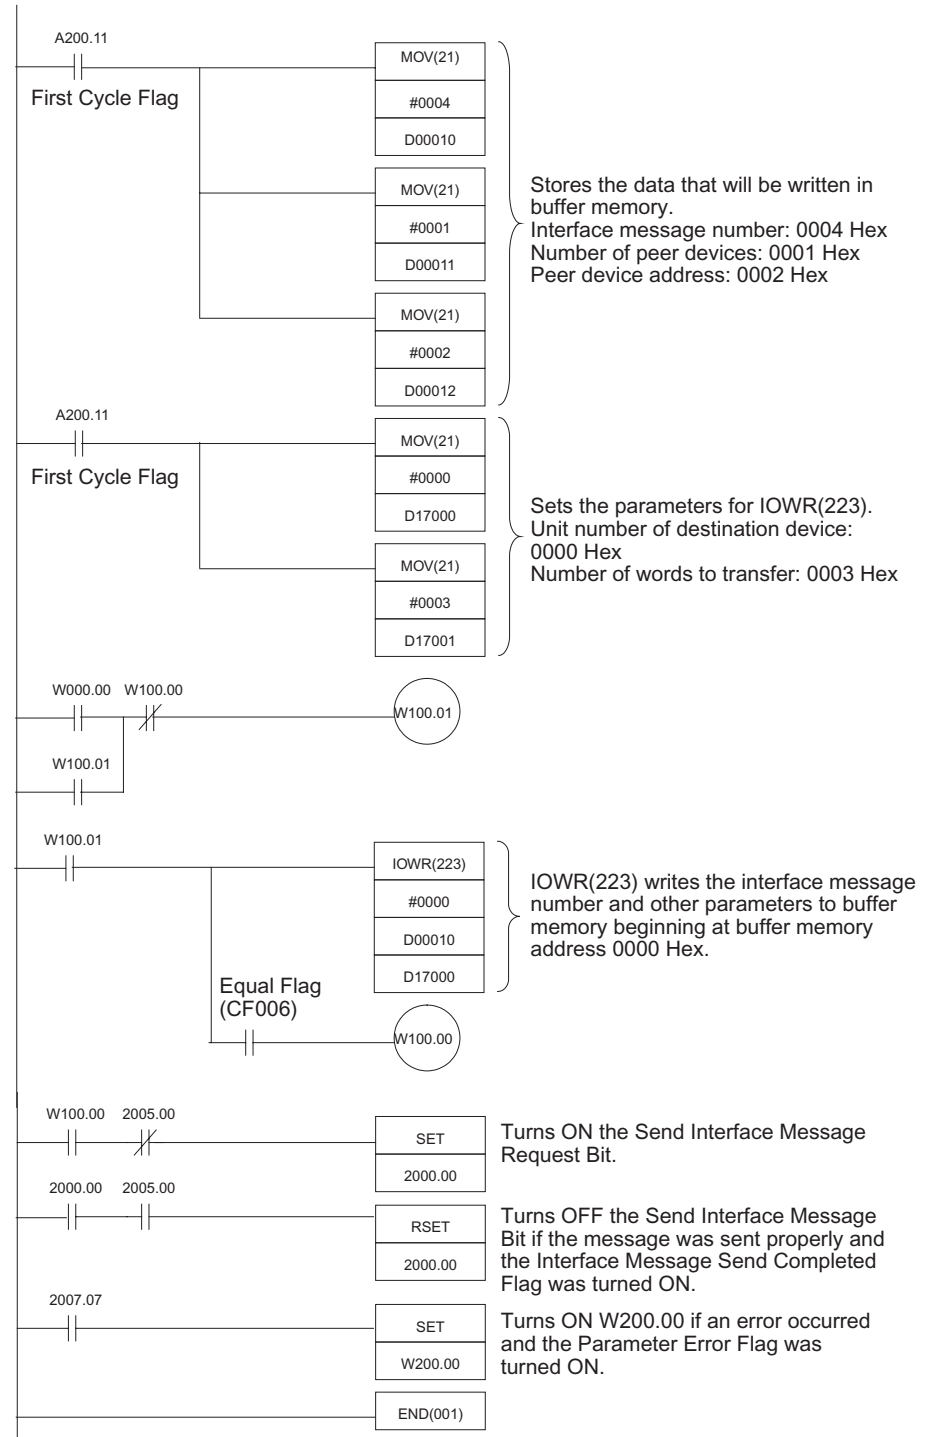 A200.11
First Cycle Flag
MOV(21)
#0004
D00010
MOV(21)
#0001
D00011
MOV(21)
#0002
D00012
Stores the data that will be written in
buffer memory.
Interface message number: 0004 Hex
Number of peer devices: 0001 Hex
Peer device address: 0002 Hex
A200.11
First Cycle Flag
MOV(21)
#0000
D17000
MOV(21)
#0003
D17001
Sets the parameters for IOWR(223).
Unit number of destination device:
0000 Hex
Number of words to transfer: 0003 Hex
W000.00 W100.00
W100.01
W100.01
W100.01
IOWR(223)
#0000
D00010
D17000
IOWR(223) writes the interface message
number and other parameters to buffer
memory beginning at buffer memory
address 0000 Hex.
Equal Flag
(CF006)
W100.00
W100.00 2005.00
SET
2000.00
Turns ON the Send Interface Message
Request Bit.
2000.00 2005.00
RSET
2000.00
Turns OFF the Send Interface Message
Bit if the message was sent properly and
the Interface Message Send Completed
Flag was turned ON.
2007.07
SET
W200.00
Turns ON W200.00 if an error occurred
and the Parameter Error Flag was
turned ON.
END(001)